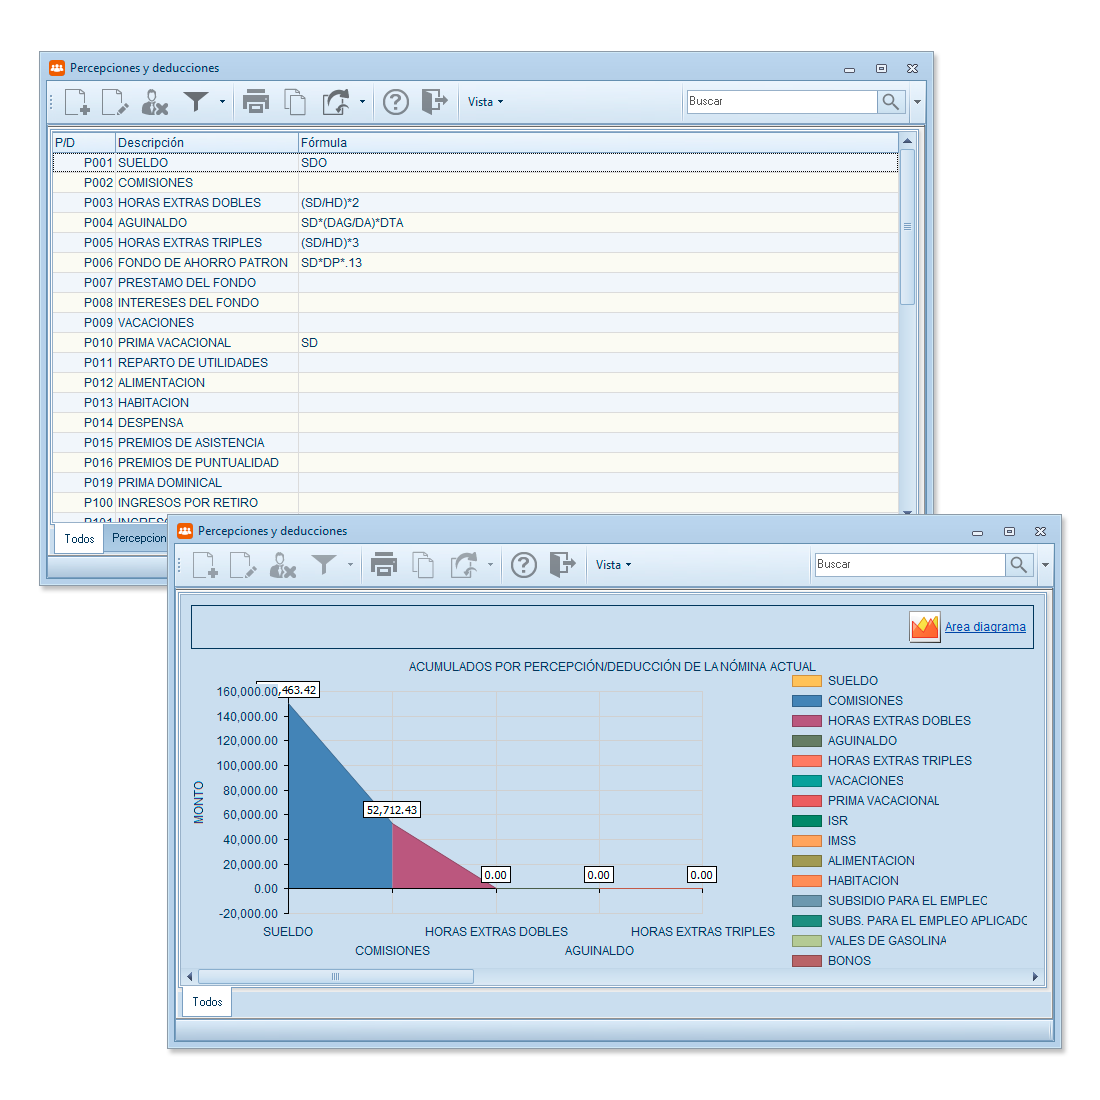 Percepciones y deducciones
Vista
Buscar
P/D Descripción Fórmula
P001 SUELDO SDO
P002 COMISIONES
P003 HORAS EXTRAS DOBLES (SD/HD)*2
P004 AGUINALDO SD*(DAG/DA)*DTA
P005 HORAS EXTRAS TRIPLES (SD/HD)*3
P006 FONDO DE AHORRO PATRON SD*DP*.13
P007 PRESTAMO DEL FONDO
P008 INTERESES DEL FONDO
P009 VACACIONES
P010 PRIMA VACACIONAL SD
P011 REPARTO DE UTILIDADES
P012 ALIMENTACION
P013 HABITACION
P014 DESPENSA
P015 PREMIOS DE ASISTENCIA
P016 PREMIOS DE PUNTUALIDAD
P019 PRIMA DOMINICAL
P100 INGRESOS POR RETIRO
P101 INGRESO
Todos Percepcion
Percepciones y deducciones
Vista
Buscar
Area diagrama
ACUMULADOS POR PERCEPCIÓN/DEDUCCIÓN DE LA NÓMINA ACTUAL
MONTO
160,000.00
140,000.00
120,000.00
100,000.00
80,000.00
60,000.00
40,000.00
20,000.00
0.00
-20,000.00
,463.42
52,712.43
0.00
0.00
0.00
SUELDO
COMISIONES
HORAS EXTRAS DOBLES
AGUINALDO
HORAS EXTRAS TRIPLES
SUELDO
COMISIONES
HORAS EXTRAS DOBLES
AGUINALDO
HORAS EXTRAS TRIPLES
VACACIONES
PRIMA VACACIONAL
ISR
IMSS
ALIMENTACION
HABITACION
SUBSIDIO PARA EL EMPLEO
SUBS. PARA EL EMPLEO APLICADO
VALES DE GASOLINA
BONOS
Todos